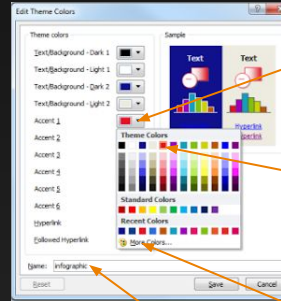 Edit Theme Colors
Theme colors
Sample
Text/Background - Dark 1
Text/Background - Light 1
Text/Background - Dark 2
Text/Background - Light 2
Accent 1
Accent 2
Accent 3
Accent 4
Accent 5
Accent 6
Hyperlink
Followed Hyperlink
Text
Text
Hyperlink
Hyperlink
Theme Colors
Standard Colors
Recent Colors
More Colors...
Name: infographic
Reset
Save
Cancel